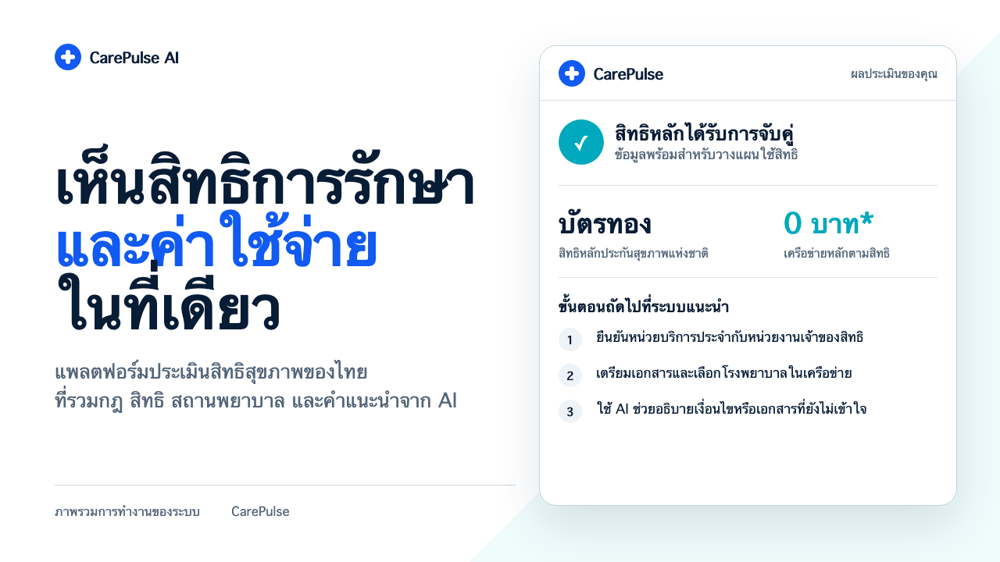 CarePulse AI
เห็นสิทธิการรักษา
และค่าใช้จ่าย
ในที่เดียว
แพลตฟอร์มประเมินสิทธิสุขภาพของไทย
ที่รวมกฎ สิทธิ สถานพยาบาล และคำแนะนำจาก AI
ภาพรวมการทำงานของระบบ CarePulse
CarePulse
ผลประเมินของคุณ
สิทธิหลักได้รับการจับคู่
ข้อมูลพร้อมสำหรับวางแผนใช้สิทธิ
บัตรทอง
สิทธิหลักประกันสุขภาพแห่งชาติ
0 บาท*
เครือข่ายหลักตามสิทธิ
ขั้นตอนถัดไปที่ระบบแนะนำ
1 ยืนยันหน่วยบริการประจำกับหน่วยงานเจ้าของสิทธิ
2 เตรียมเอกสารและเลือกโรงพยาบาลในเครือข่าย
3 ใช้ AI ช่วยอธิบายเงื่อนไขหรือเอกสารที่ยังไม่เข้าใจ